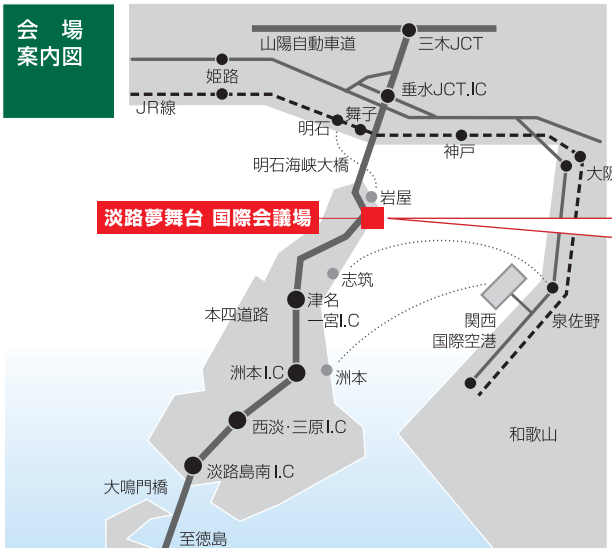 会 場
案内図
山陽自動車道
三木JCT
姫路
垂水JCT.IC
JR線
舞子
明石
神戸
大阪
明石海峡大橋
岩屋
淡路夢舞台 国際会議場
志筑
津名
一宮I.C
本四道路
関西
国際空港
泉佐野
洲本I.C
洲本
西淡・三原I.C
和歌山
淡路島南I.C
大鳴門橋
至徳島